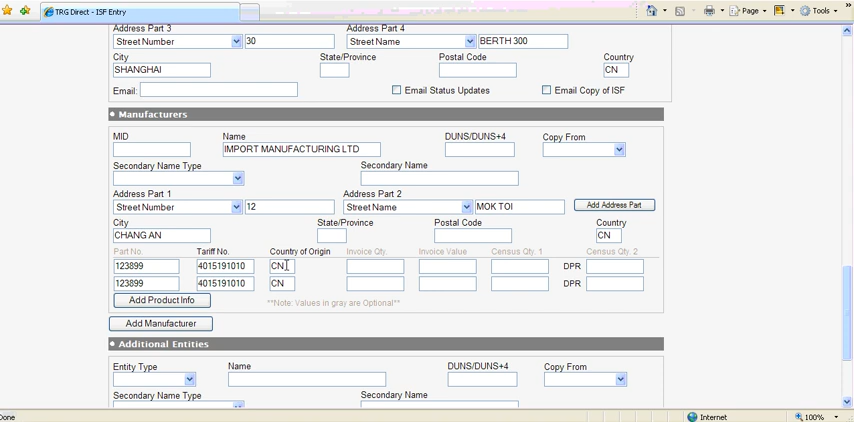 TRG Direct - ISF Entry
Page Tools
Address Part 3 Address Part 4
Street Number 30 Street Name BERTH 300
City State/Province Postal Code Country
SHANGHAI CN
Email: Email Status Updates Email Copy of ISF
Manufacturers
MID Name DUNS/DUNS+4 Copy From
IMPORT MANUFACTURING LTD
Secondary Name Type Secondary Name
Address Part 1 Address Part 2
Street Number 12 Street Name MOK TOI Add Address Part
City State/Province Postal Code Country
CHANG AN CN
Part No. Tariff No. Country of Origin Invoice Qty. Invoice Value Census Qty. 1 Census Qty. 2
123899 4015191010 CN DPR
123899 4015191010 CN DPR
Add Product Info **Note: Values in gray are Optional**
Add Manufacturer
Additional Entities
Entity Type Name DUNS/DUNS+4 Copy From
Secondary Name Type Secondary Name
Done Internet 100%